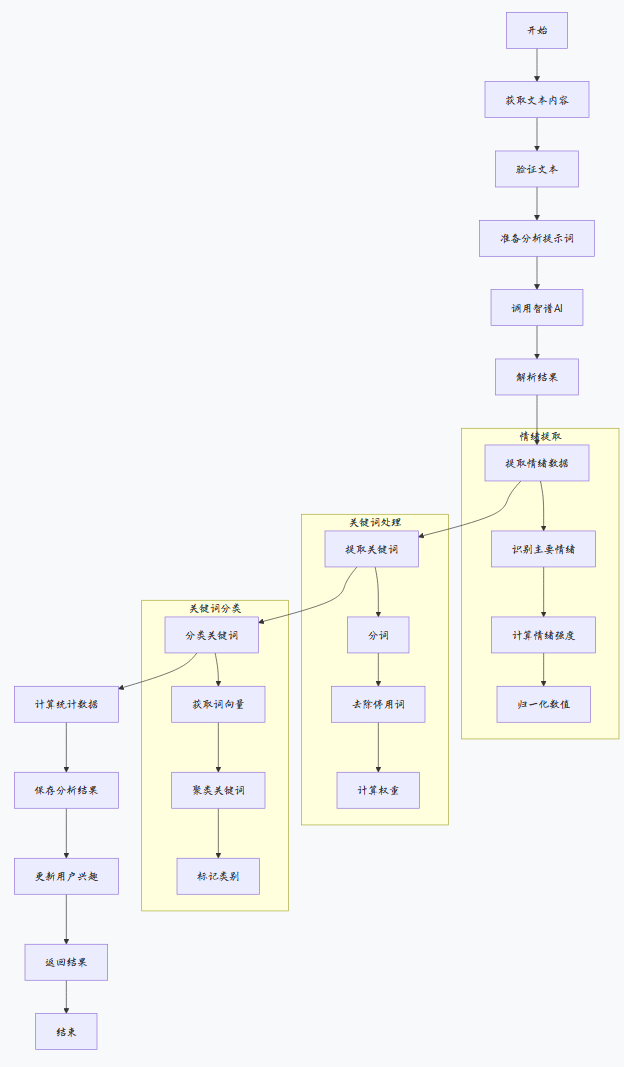 开始
获取文本内容
验证文本
准备分析提示词
调用智谱AI
解析结果
情绪提取
提取情绪数据
识别主要情绪
计算情绪强度
归一化数值
关键词处理
提取关键词
分词
去除停用词
计算权重
关键词分类
分类关键词
获取词向量
聚类关键词
标记类别
计算统计数据
保存分析结果
更新用户兴趣
返回结果
结束